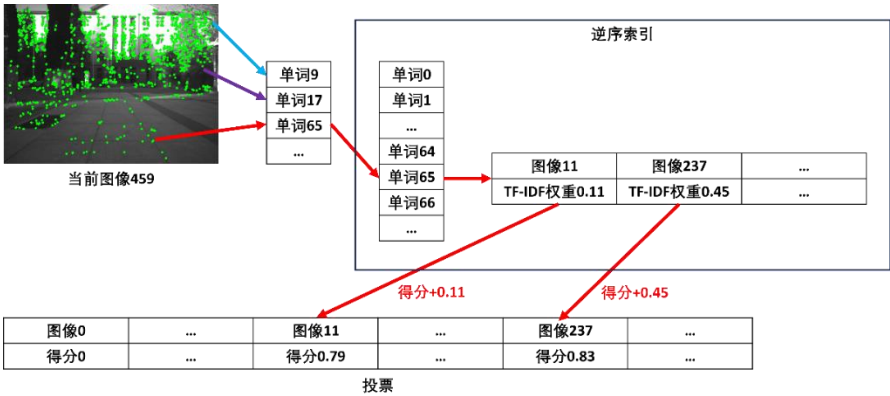 逆序索引
单词9
单词17
单词65
...
当前图像459
单词0
单词1
...
单词64
单词65
单词66
...
图像11 图像237 ...
TF-IDF权重0.11 TF-IDF权重0.45 ...
得分+0.11 得分+0.45
图像0 ... 图像11 ... 图像237 ...
得分0 ... 得分0.79 ... 得分0.83 ...
投票